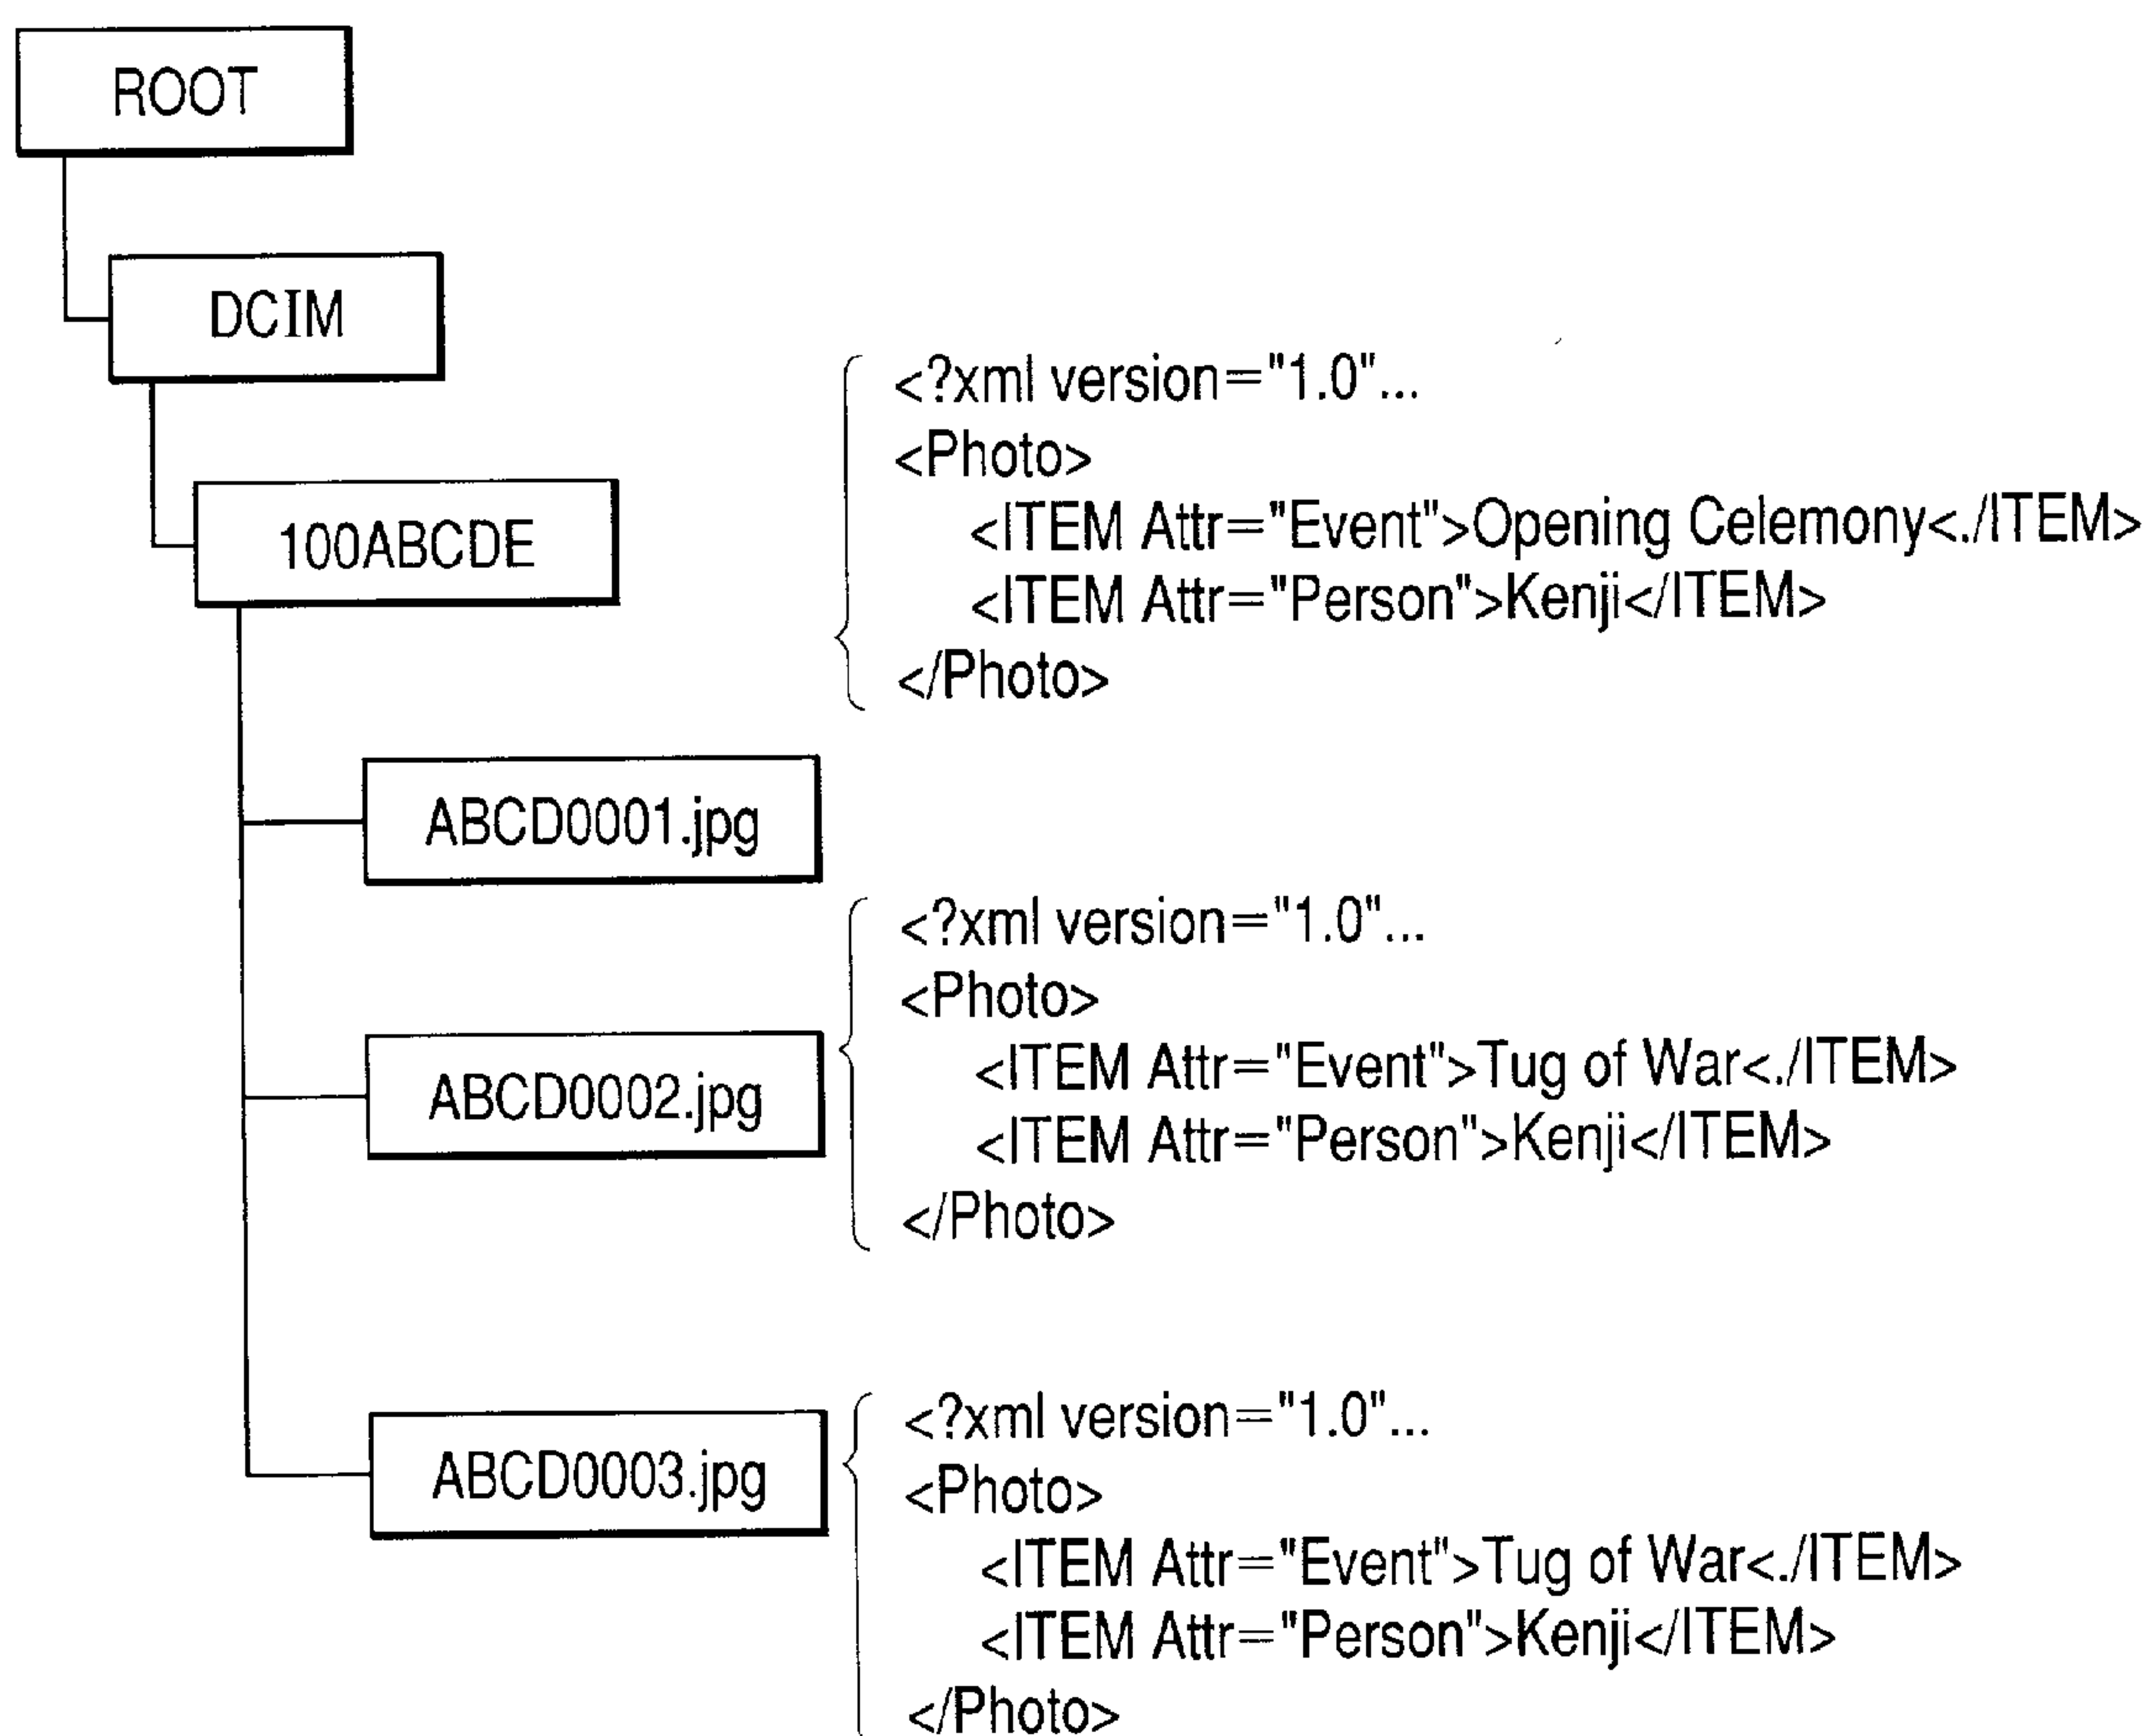 ROOT
DCIM
100ABCDE
<?xml version="1.0"...
<Photo>
<ITEM Attr="Event">Opening Celemony<./ITEM>
<ITEM Attr="Person">Kenji</ITEM>
</Photo>
ABCD0001.jpg
ABCD0002.jpg
<?xml version="1.0"...
<Photo>
<ITEM Attr="Event">Tug of War<./ITEM>
<ITEM Attr="Person">Kenji</ITEM>
</Photo>
ABCD0003.jpg
<?xml version="1.0"...
<Photo>
<ITEM Attr="Event">Tug of War<./ITEM>
<ITEM Attr="Person">Kenji</ITEM>
</Photo>